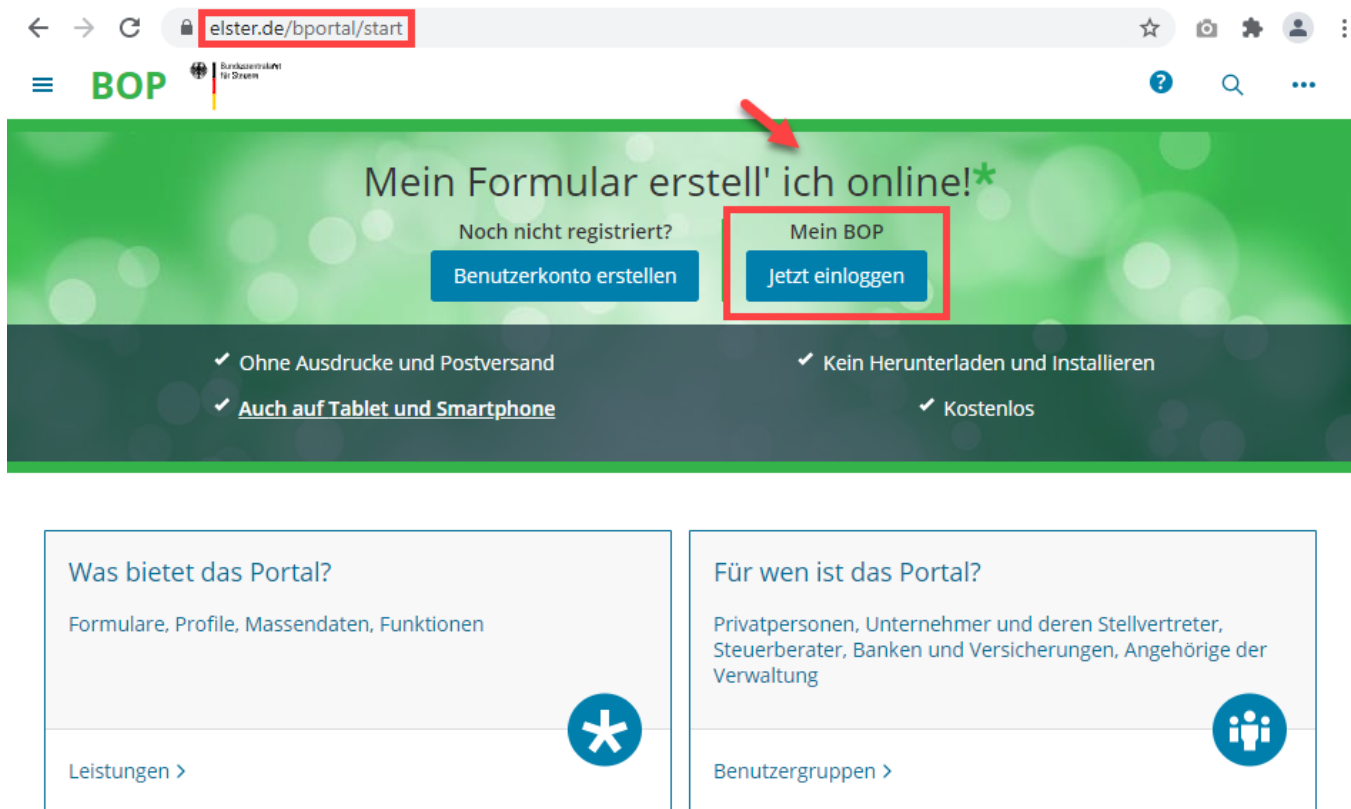 elster.de/bportal/start
BOP
Bundeszentralamt
für Steuern
Mein Formular erstell' ich online!*
Noch nicht registriert?
Benutzerkonto erstellen
Mein BOP
Jetzt einloggen
✔ Ohne Ausdrucke und Postversand
✔ Kein Herunterladen und Installieren
✔ Auch auf Tablet und Smartphone
✔ Kostenlos
Was bietet das Portal?
Formulare, Profile, Massendaten, Funktionen
Leistungen >
Für wen ist das Portal?
Privatpersonen, Unternehmer und deren Stellvertreter,
Steuerberater, Banken und Versicherungen, Angehörige der
Verwaltung
Benutzergruppen >